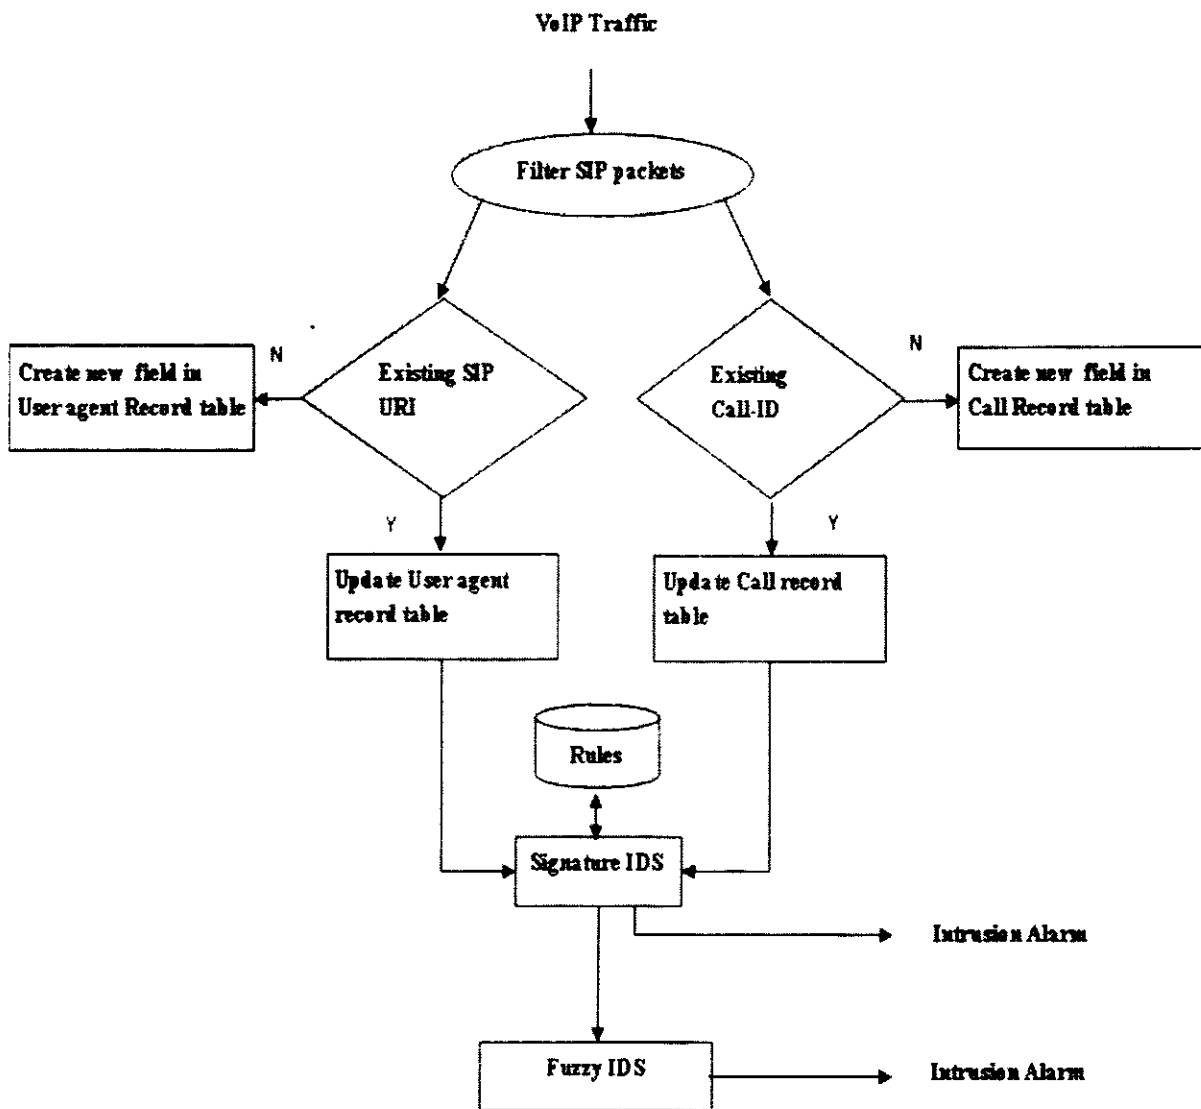 VoIP Traffic
Filter SIP packets
N
Create new field in
User agent Record table
Existing SIP
URI
Existing
Call-ID
N
Create new field in
Call Record table
Y
Y
Update User agent
record table
Update Call record
table
Rules
Signature IDS
Intrusion Alarm
Fuzzy IDS
Intrusion Alarm